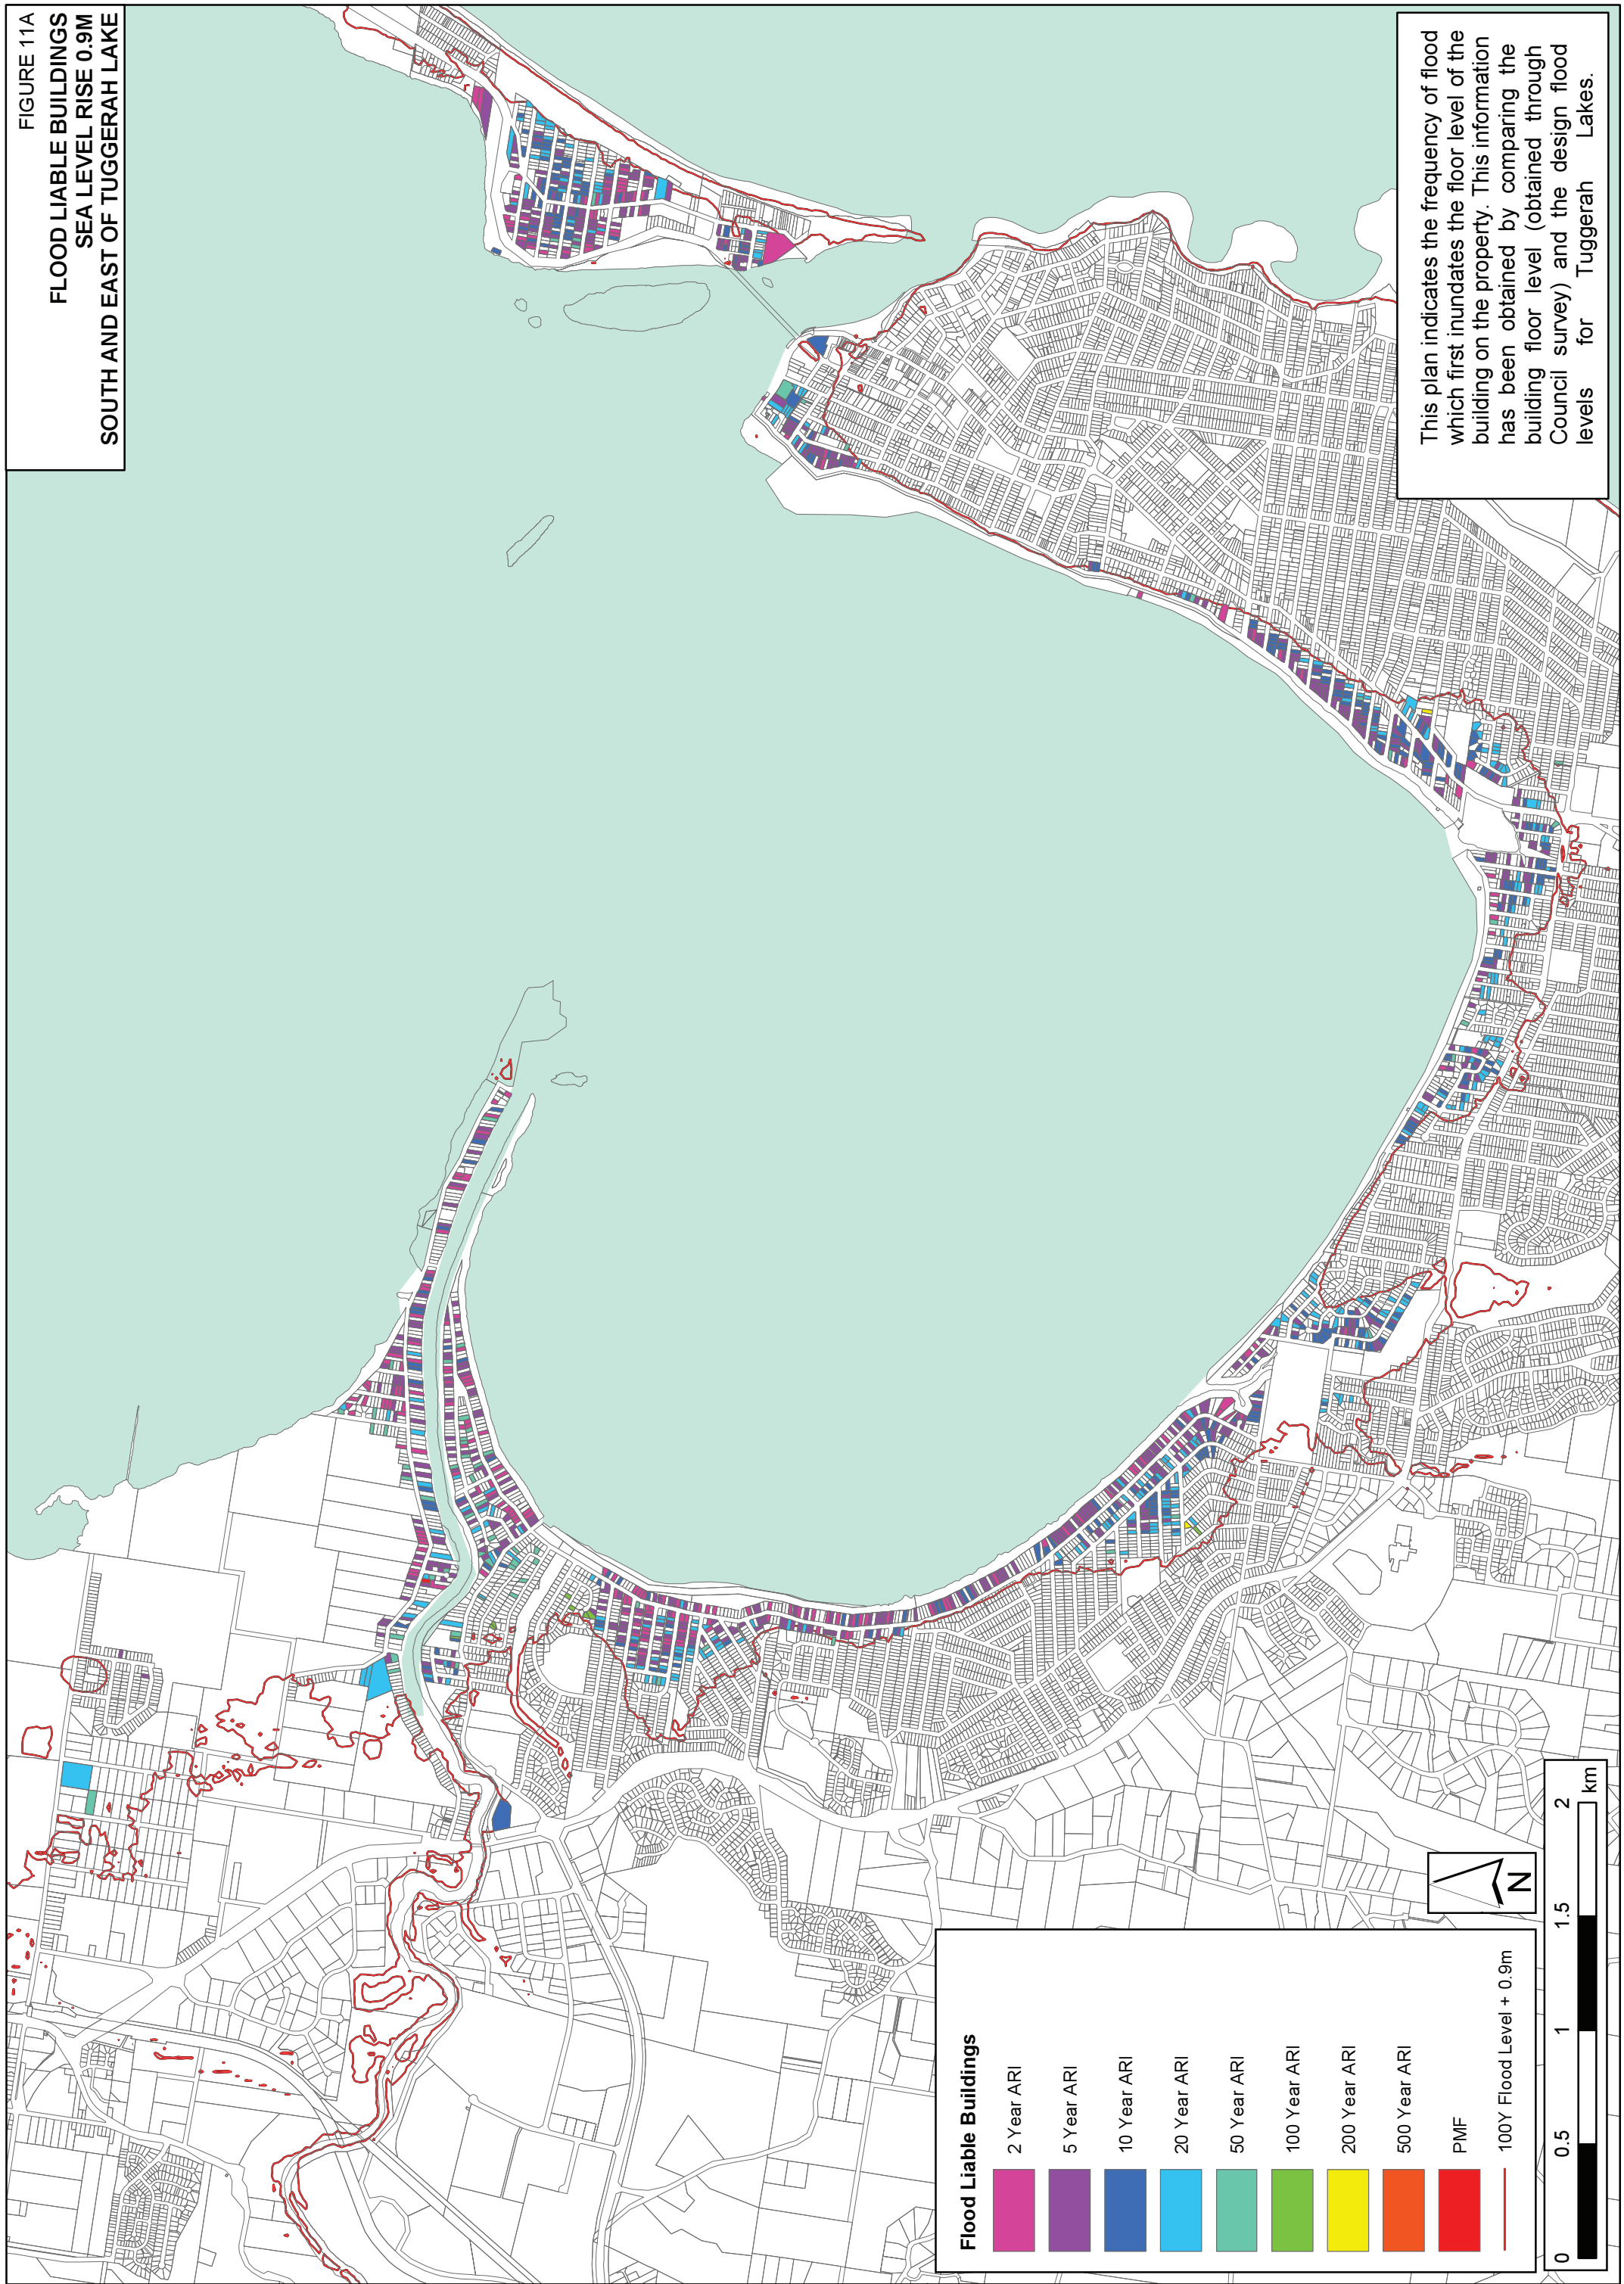 FIGURE 11A
FLOOD LIABLE BUILDINGS
SEA LEVEL RISE 0.9M
SOUTH AND EAST OF TUGGERAH LAKE
This plan indicates the frequency of flood
which first inundates the floor level of the
building on the property. This information
has been obtained by comparing the
building floor level (obtained through
Council survey) and the design flood
levels for Tuggerah Lakes.
Flood Liable Buildings
2 Year ARI
5 Year ARI
10 Year ARI
20 Year ARI
50 Year ARI
100 Year ARI
200 Year ARI
500 Year ARI
PMF
100Y Flood Level + 0.9m
N
0 0.5 1 1.5 2
km